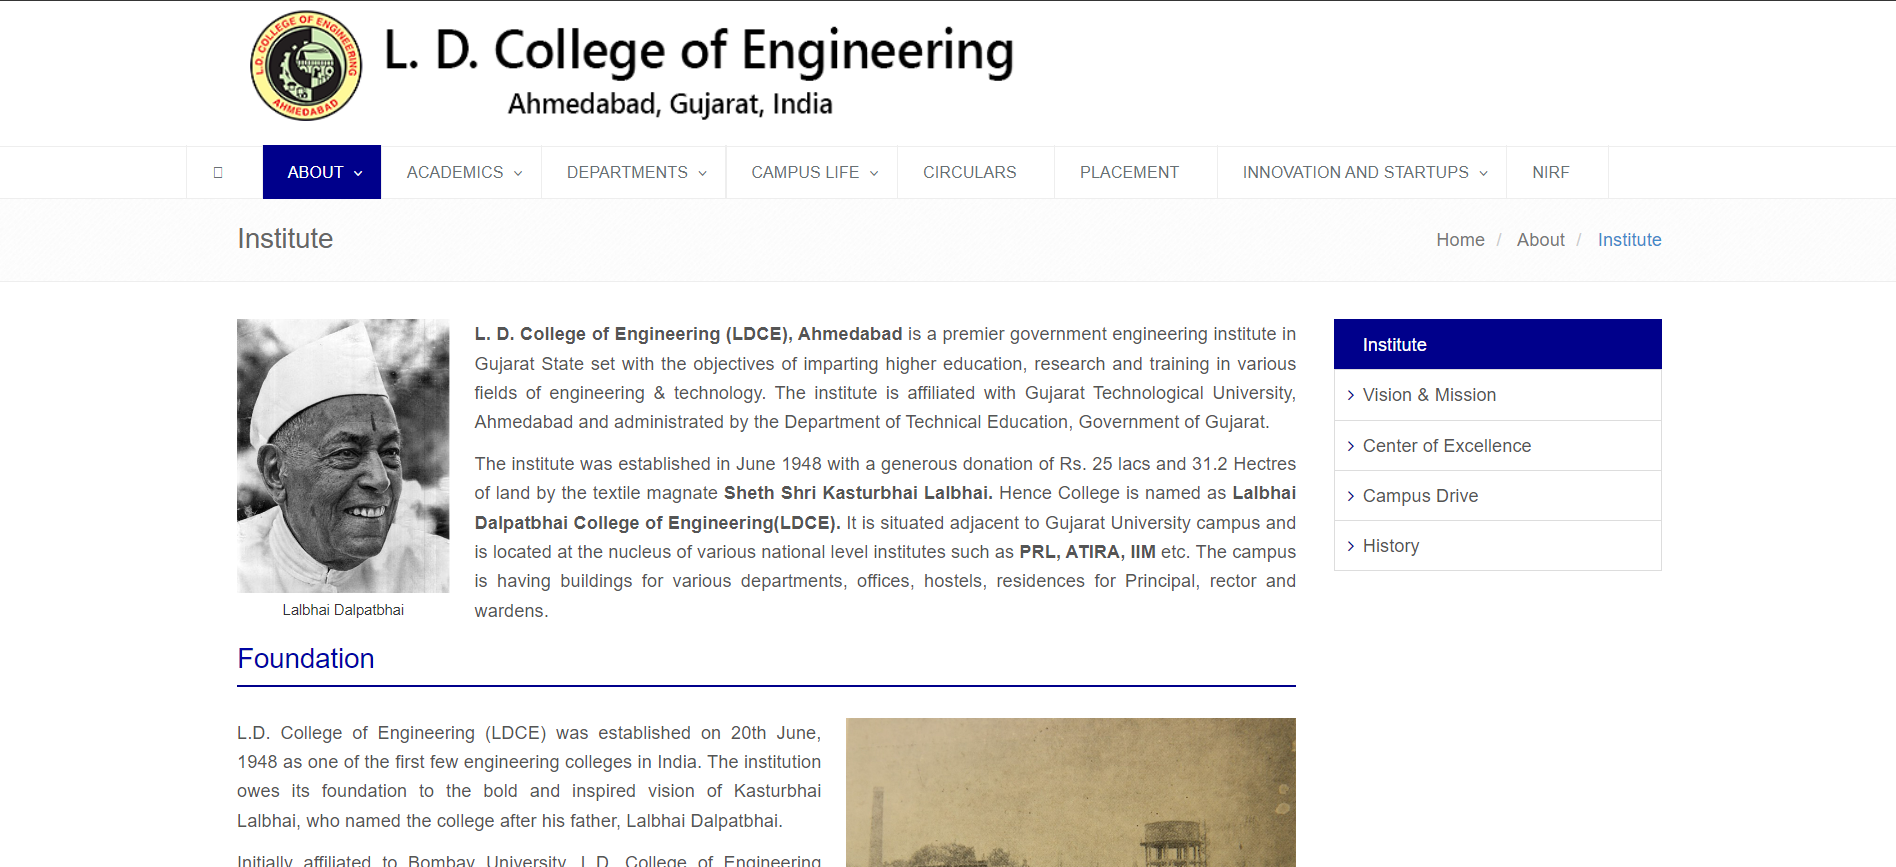 L.D. COLLEGE OF ENGINEERING
AHMEDABAD
L. D. College of Engineering
Ahmedabad, Gujarat, India
ABOUT
ACADEMICS
DEPARTMENTS
CAMPUS LIFE
CIRCULARS
PLACEMENT
INNOVATION AND STARTUPS
NIRF
Institute
Home / About / Institute
L. D. College of Engineering (LDCE), Ahmedabad is a premier government engineering institute in
Gujarat State set with the objectives of imparting higher education, research and training in various
fields of engineering & technology. The institute is affiliated with Gujarat Technological University,
Ahmedabad and administrated by the Department of Technical Education, Government of Gujarat.
The institute was established in June 1948 with a generous donation of Rs. 25 lacs and 31.2 Hectres
of land by the textile magnate Sheth Shri Kasturbhai Lalbhai. Hence College is named as Lalbhai
Dalpatbhai College of Engineering(LDCE). It is situated adjacent to Gujarat University campus and
is located at the nucleus of various national level institutes such as PRL, ATIRA, IIM etc. The campus
is having buildings for various departments, offices, hostels, residences for Principal, rector and
wardens.
Lalbhai Dalpatbhai
Institute
Vision & Mission
Center of Excellence
Campus Drive
History
Foundation
L.D. College of Engineering (LDCE) was established on 20th June,
1948 as one of the first few engineering colleges in India. The institution
owes its foundation to the bold and inspired vision of Kasturbhai
Lalbhai, who named the college after his father, Lalbhai Dalpatbhai.
Initially affiliated to Bombay University, L.D. College of Engineering